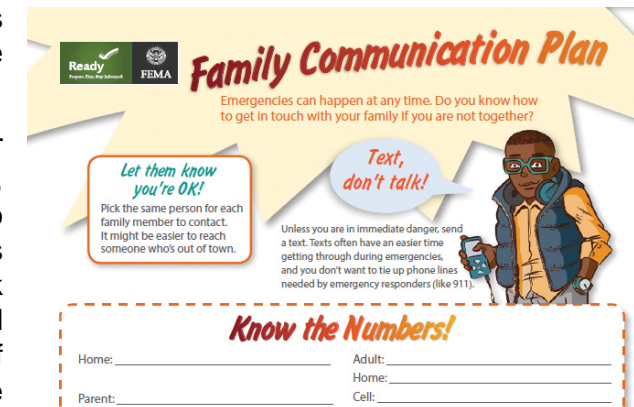 Ready
Prepare. Plan. Stay Informed.
FEMA
Family Communication Plan
Emergencies can happen at any time. Do you know how
to get in touch with your family if you are not together?
Let them know
you're OK!
Pick the same person for each
family member to contact.
It might be easier to reach
someone who's out of town.
Text,
don't talk!
Unless you are in immediate danger, send
a text. Texts often have an easier time
getting through during emergencies,
and you don't want to tie up phone lines
needed by emergency responders (like 911).
Know the Numbers!
Home:
Parent:
Adult:
Home:
Cell: